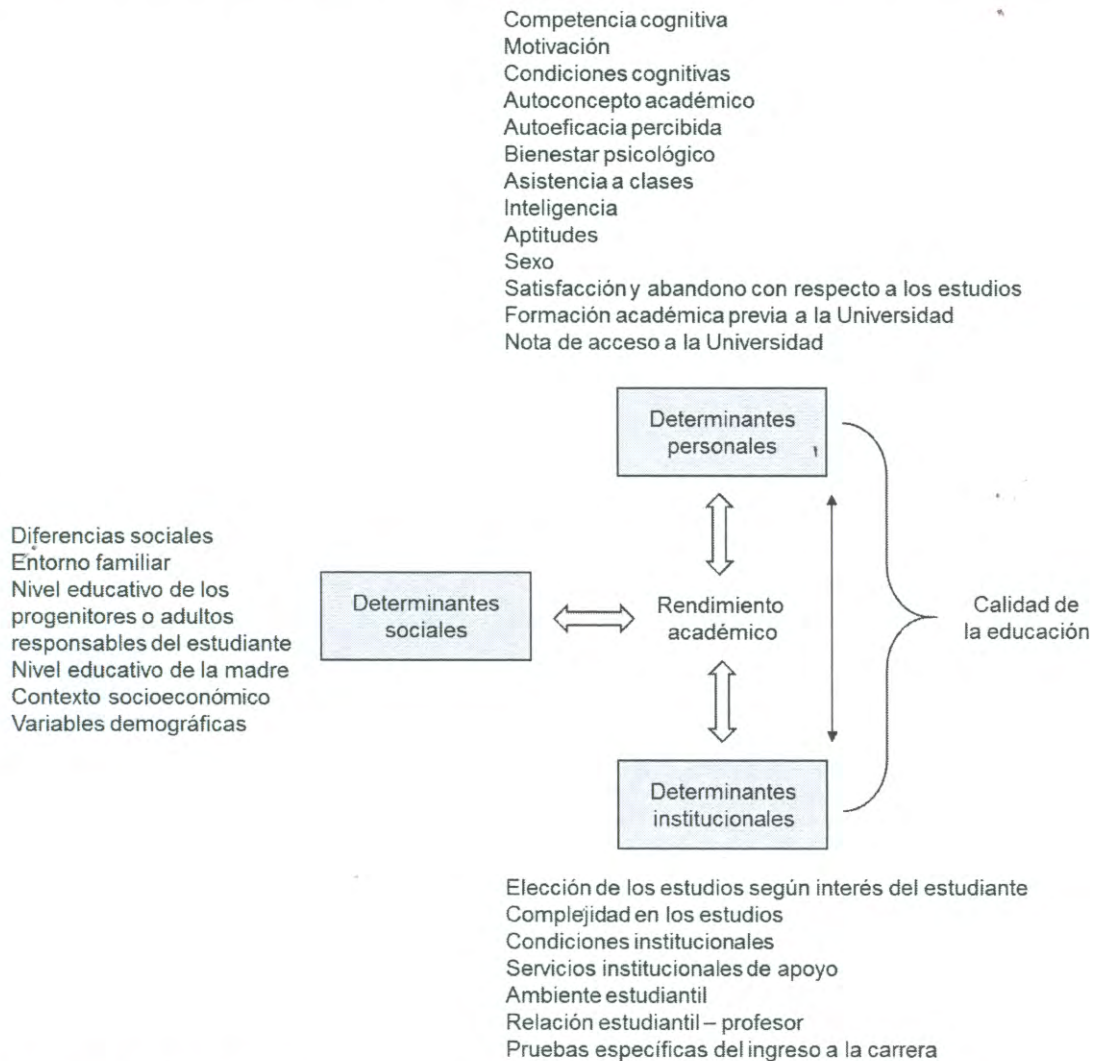 Competencia cognitiva
Motivación
Condiciones cognitivas
Autoconcepto académico
Autoeficacia percibida
Bienestar psicológico
Asistencia a clases
Inteligencia
Aptitudes
Sexo
Satisfacción y abandono con respecto a los estudios
Formación académica previa a la Universidad
Nota de acceso a la Universidad
Determinantes
personales
Diferencias sociales
Entorno familiar
Nivel educativo de los
progenitores o adultos
responsables del estudiante
Nivel educativo de la madre
Contexto socioeconómico
Variables demográficas
Determinantes
sociales
Rendimiento
académico
Calidad de
la educación
Determinantes
institucionales
Elección de los estudios según interés del estudiante
Complejidad en los estudios
Condiciones institucionales
Servicios institucionales de apoyo
Ambiente estudiantil
Relación estudiantil – profesor
Pruebas específicas del ingreso a la carrera